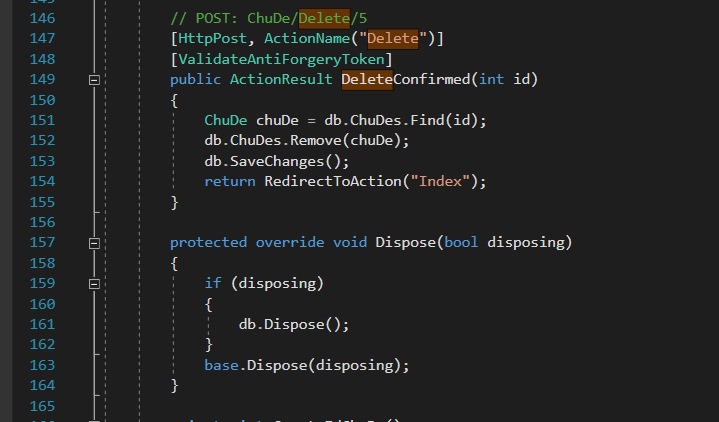 146 // POST: ChuDe/Delete/5
147 [HttpPost, ActionName("Delete")]
148 [ValidateAntiForgeryToken]
149 public ActionResult DeleteConfirmed(int id)
150 {
151 ChuDe chuDe = db.ChuDes.Find(id);
152 db.ChuDes.Remove(chuDe);
153 db.SaveChanges();
154 return RedirectToAction("Index");
155 }
156
157 protected override void Dispose(bool disposing)
158 {
159 if (disposing)
160 {
161 db.Dispose();
162 }
163 base.Dispose(disposing);
164 }
165